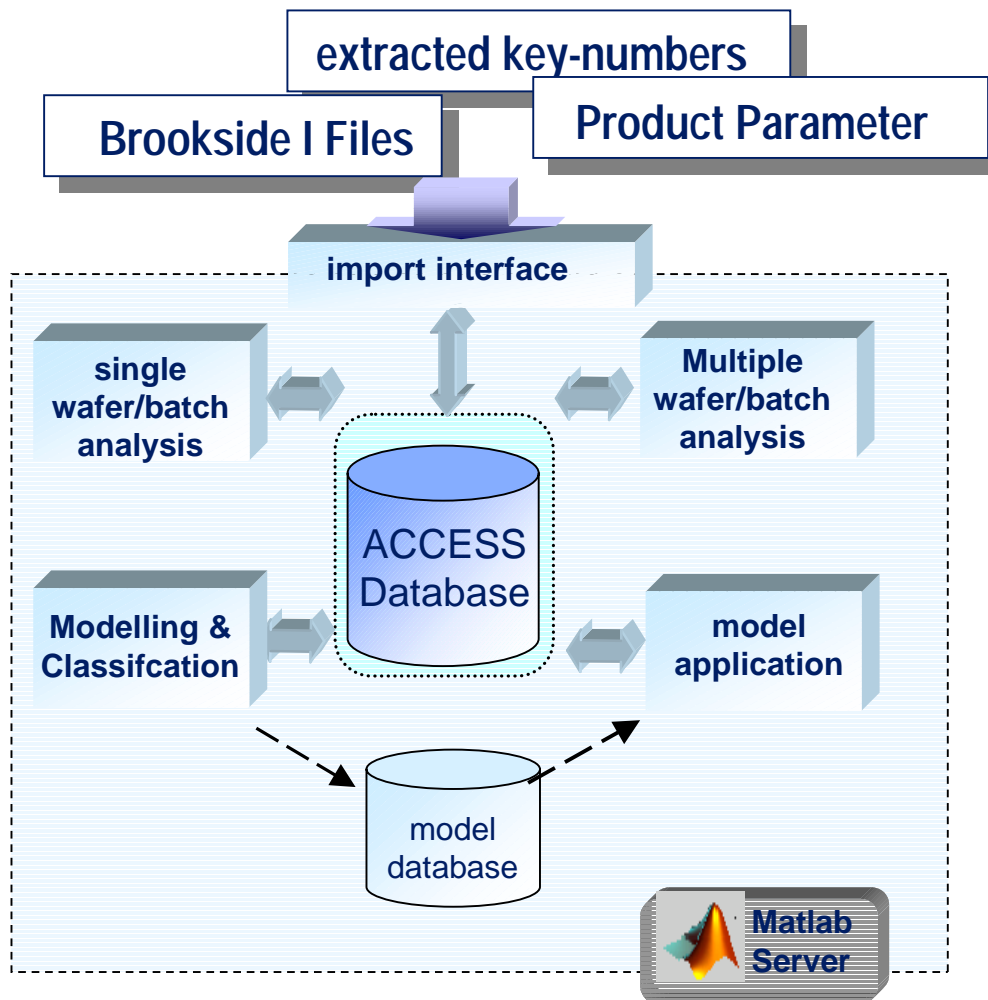 extracted key-numbers
Brookside I Files
Product Parameter
import interface
single
wafer/batch
analysis
Multiple
wafer/batch
analysis
ACCESS
Database
Modelling &
Classifcation
model
application
model
database
Matlab
Server